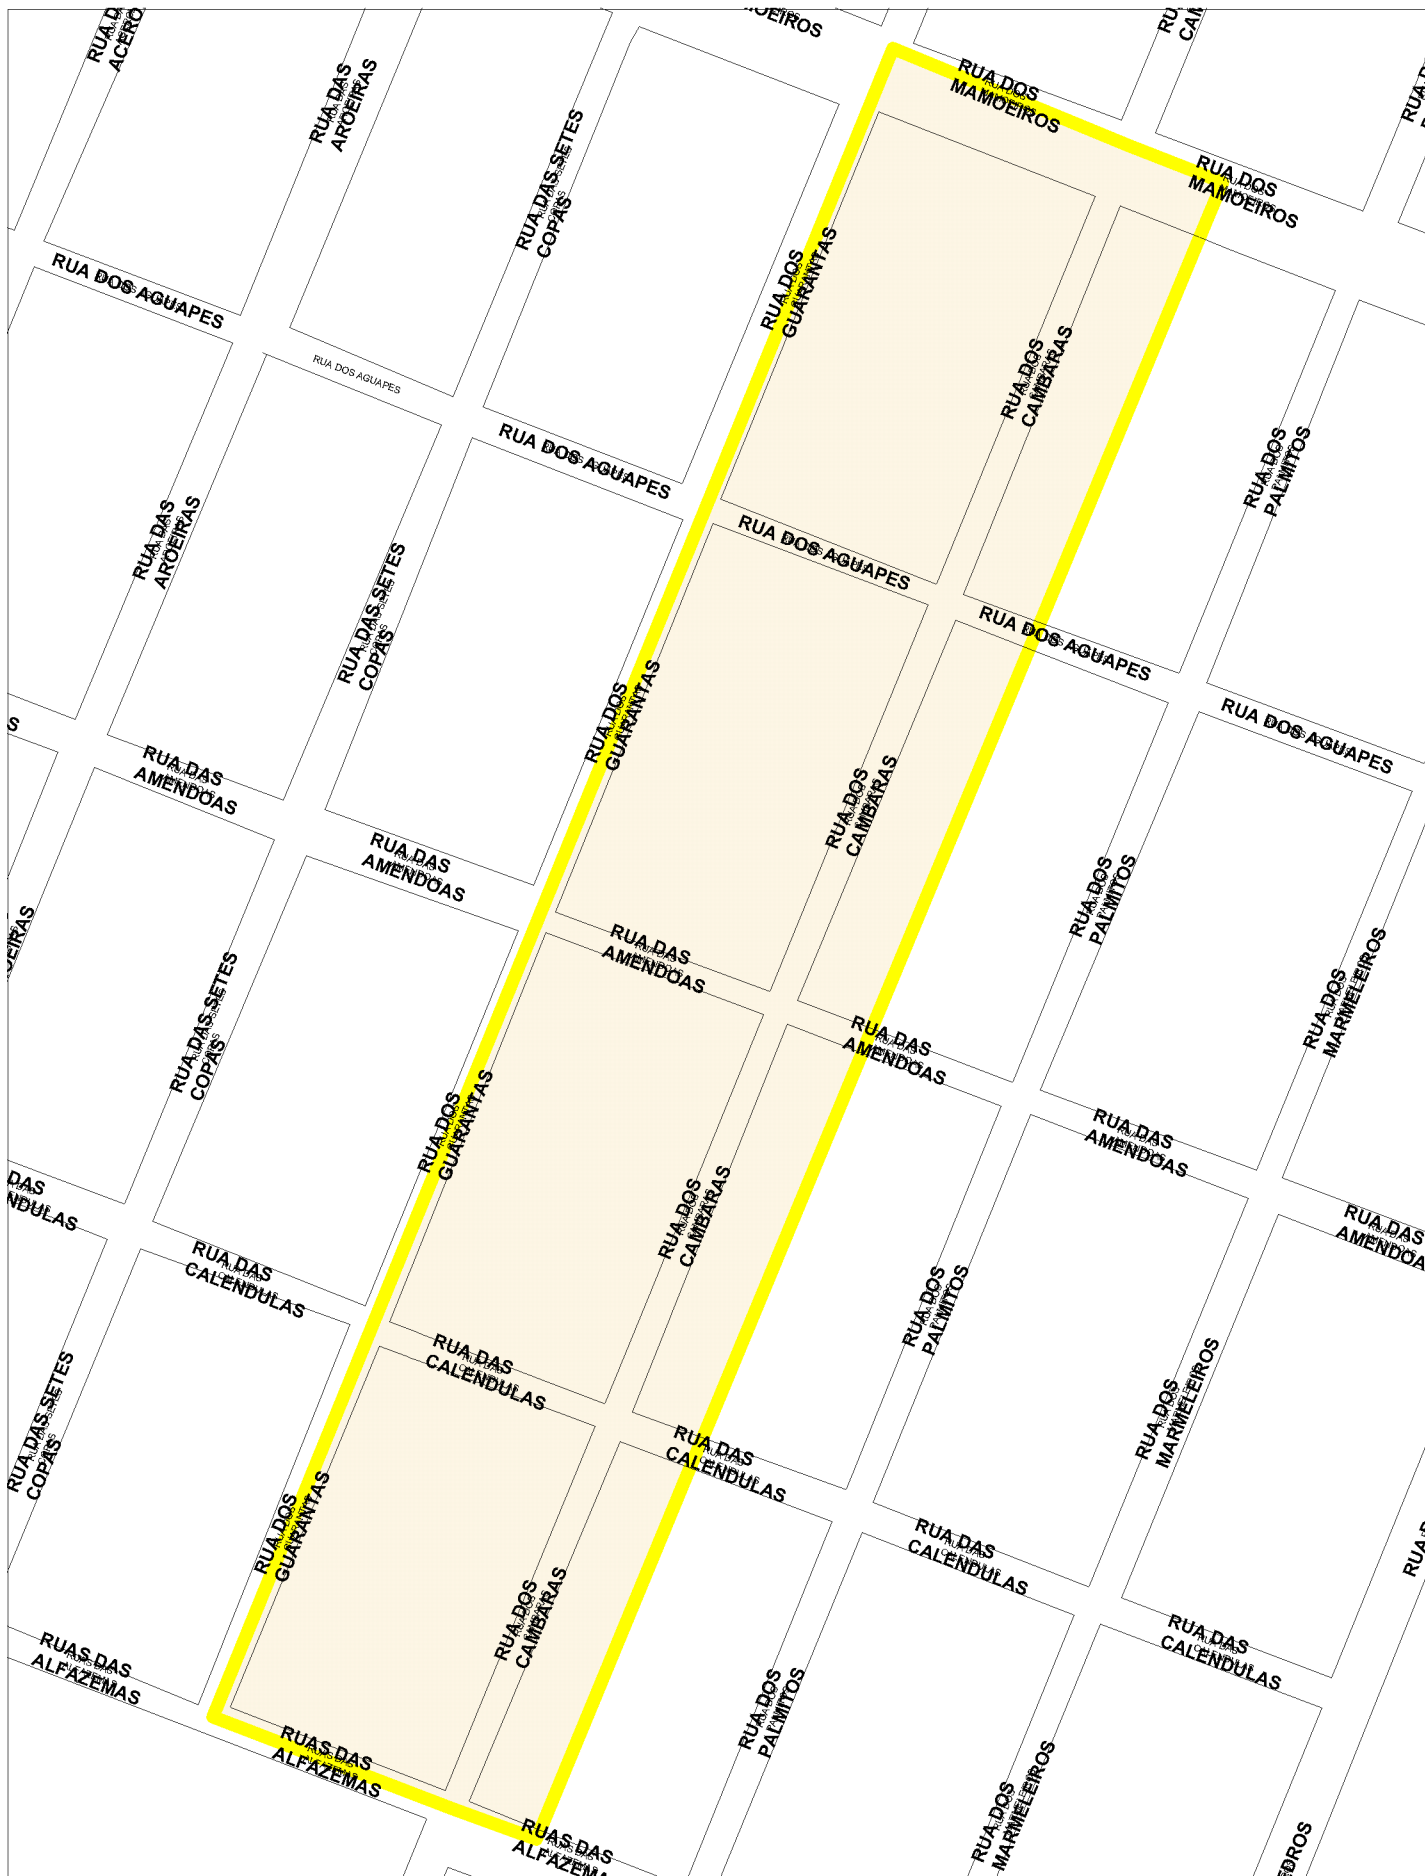 RUA DAS
AROEIRAS
RUA DAS SETES
COPAS
RUA DOS
MAMOEIROS
RUA DOS
MAMOEIROS
RUA DOS AGUAPES
RUA DOS
GUARANTAS
RUA DOS
CAMBARAS
RUA DOS AGUAPES
RUA DOS AGUAPES
RUA DOS
PALMITOS
RUA DAS
AROEIRAS
RUA DAS SETES
COPAS
RUA DOS AGUAPES
RUA DOS AGUAPES
RUA DOS AGUAPES
RUA DOS
GUARANTAS
RUA DAS
AMENDOAS
RUA DAS
AMENDOAS
RUA DOS
CAMBARAS
RUA DOS
PALMITOS
RUA DAS
AMENDOAS
RUA DAS SETES
COPAS
RUA DAS
AMENDOAS
RUA DOS
MARMELEIROS
RUA DOS
GUARANTAS
RUA DAS
AMENDOAS
RUA DOS
CAMBARAS
DAS
NDULAS
RUA DAS
CALENDULAS
RUA DAS
AMENDOA
RUA DOS
PALMITOS
RUA DAS
CALENDULAS
RUA DAS SETES
COPAS
RUA DAS
CALENDULAS
RUA DOS
MARMELEIROS
RUA DOS
GUARANTAS
RUA DAS
CALENDULAS
RUA DOS
CAMBARAS
RUA DAS
CALENDULAS
RUAS DAS
ALFAZEMAS
RUA DOS
PALMITOS
RUAS DAS
ALFAZEMAS
RUA DOS
MARMELEIROS
RUAS DAS
ALFAZEMA